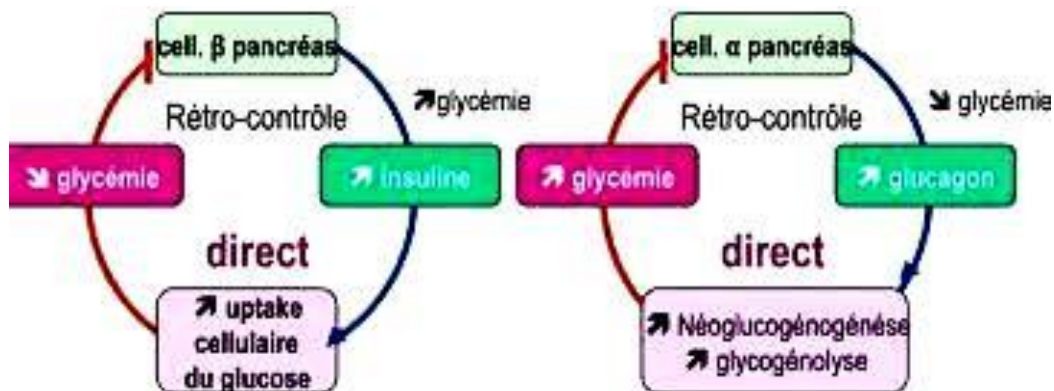 cell. β pancréas
↗glycémie
Rétro-contrôle
↘ glycémie
↗ insuline
direct
↗ uptake
cellulaire
du glucose
cell. α pancréas
↘ glycémie
Rétro-contrôle
↗ glycémie
↗ glucagon
direct
↗ Néoglucogénogénése
↗ glycogénolyse